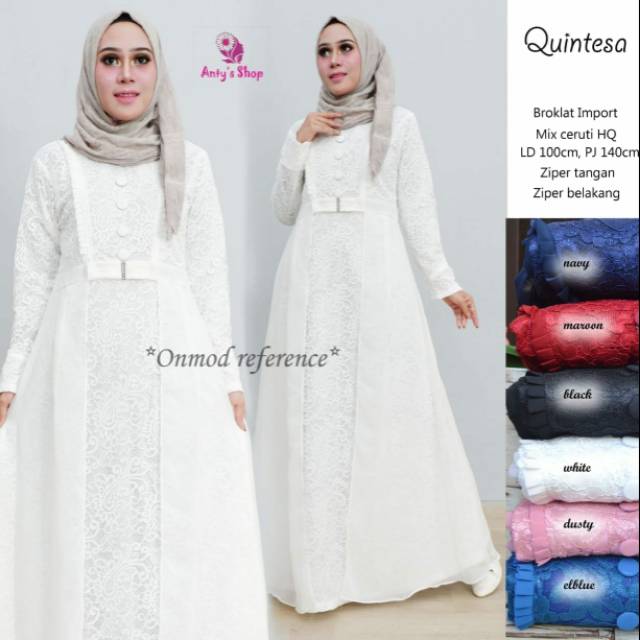 Anty's Shop
Quintesa
Broklat Import
Mix ceruti HQ
LD 100cm, PJ 140cm
Ziper tangan
Ziper belakang
navy
maroon
*Onmod reference*
black
white
dusty
elblue